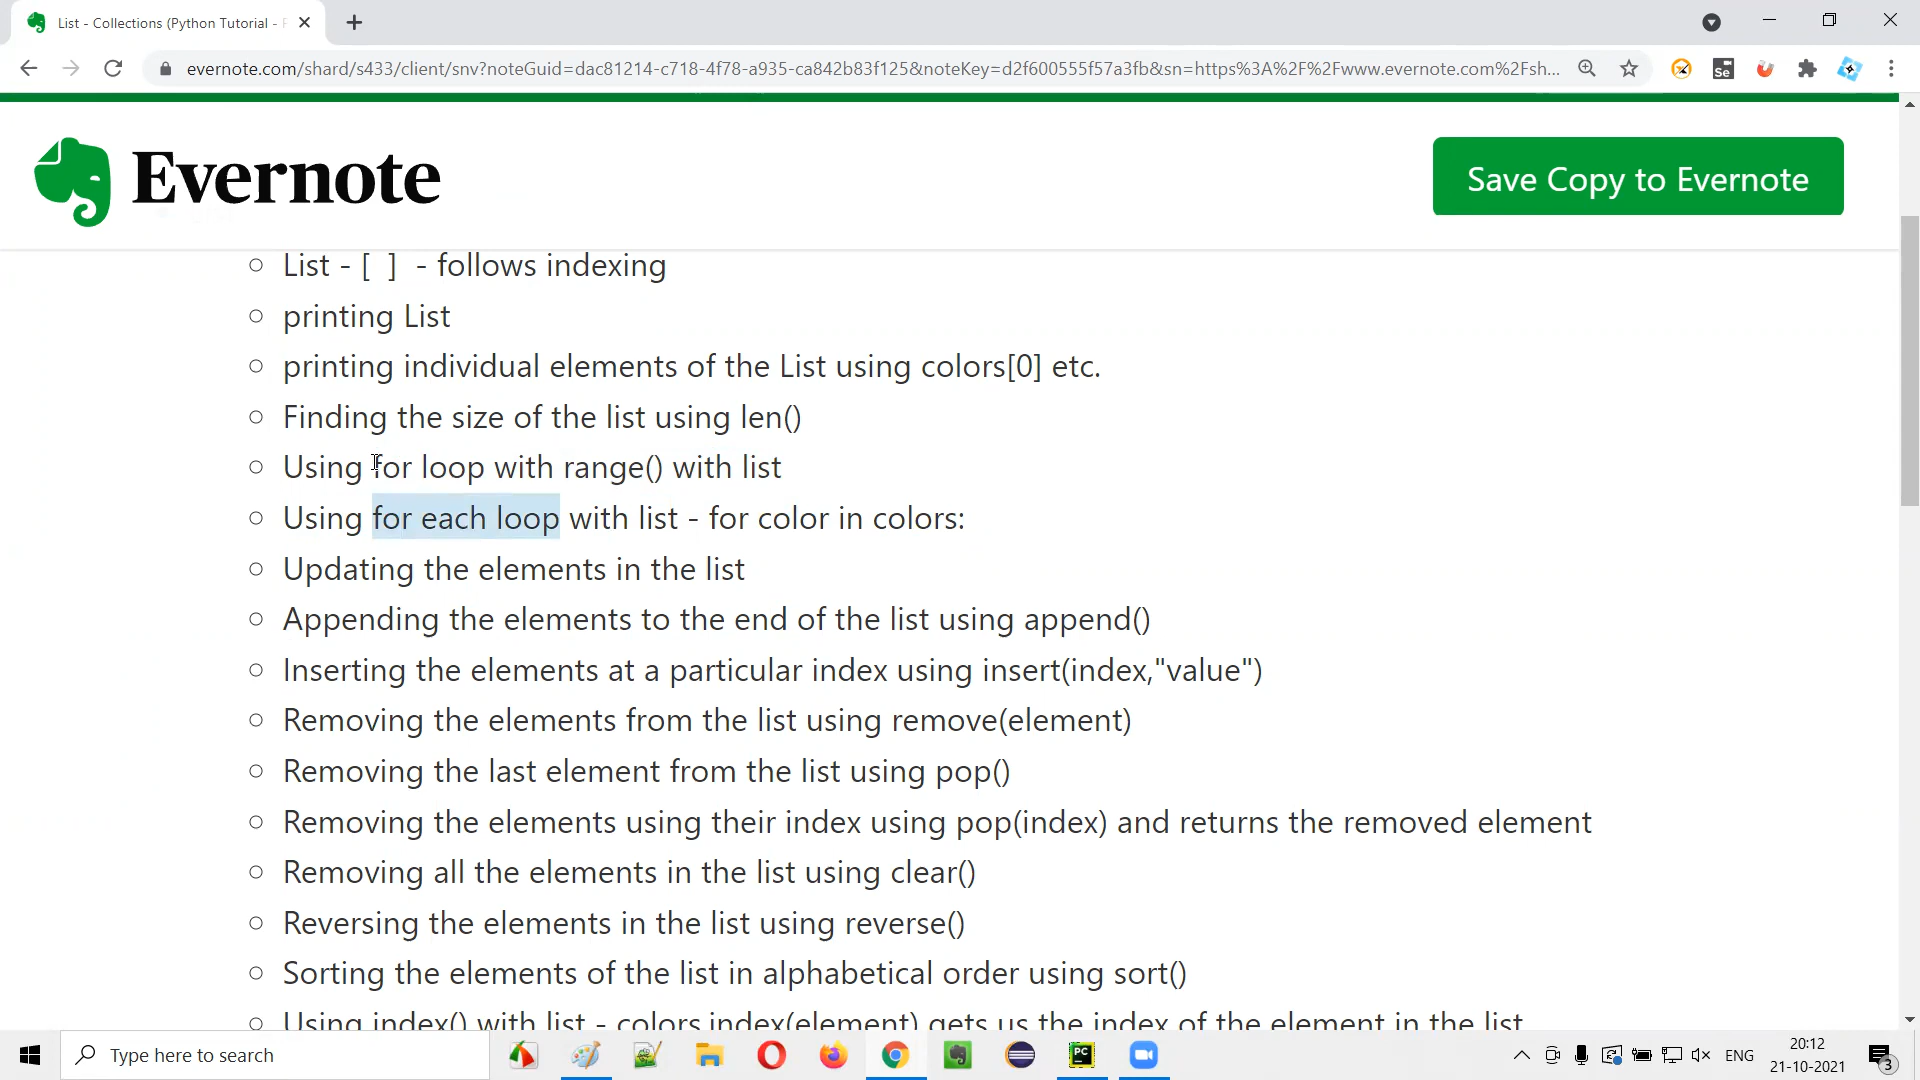 List - Collections (Python Tutorial -
evernote.com/shard/s433/client/snv?noteGuid=dac81214-c718-4f78-a935-ca842b83f125&noteKey=d2f600555f57a3fb&sn=https%3A%2F%2Fwww.evernote.com%2Fsh...
Se
Evernote
Save Copy to Evernote
List - [ ] - follows indexing
printing List
printing individual elements of the List using colors[0] etc.
Finding the size of the list using len()
Using for loop with range() with list
Using for each loop with list - for color in colors:
Updating the elements in the list
Appending the elements to the end of the list using append()
Inserting the elements at a particular index using insert(index,"value")
Removing the elements from the list using remove(element)
Removing the last element from the list using pop()
Removing the elements using their index using pop(index) and returns the removed element
Removing all the elements in the list using clear()
Reversing the elements in the list using reverse()
Sorting the elements of the list in alphabetical order using sort()
Using index() with list - colors.index(element) gets us the index of the element in the list
Type here to search
PC
ENG
20:12
21-10-2021
3